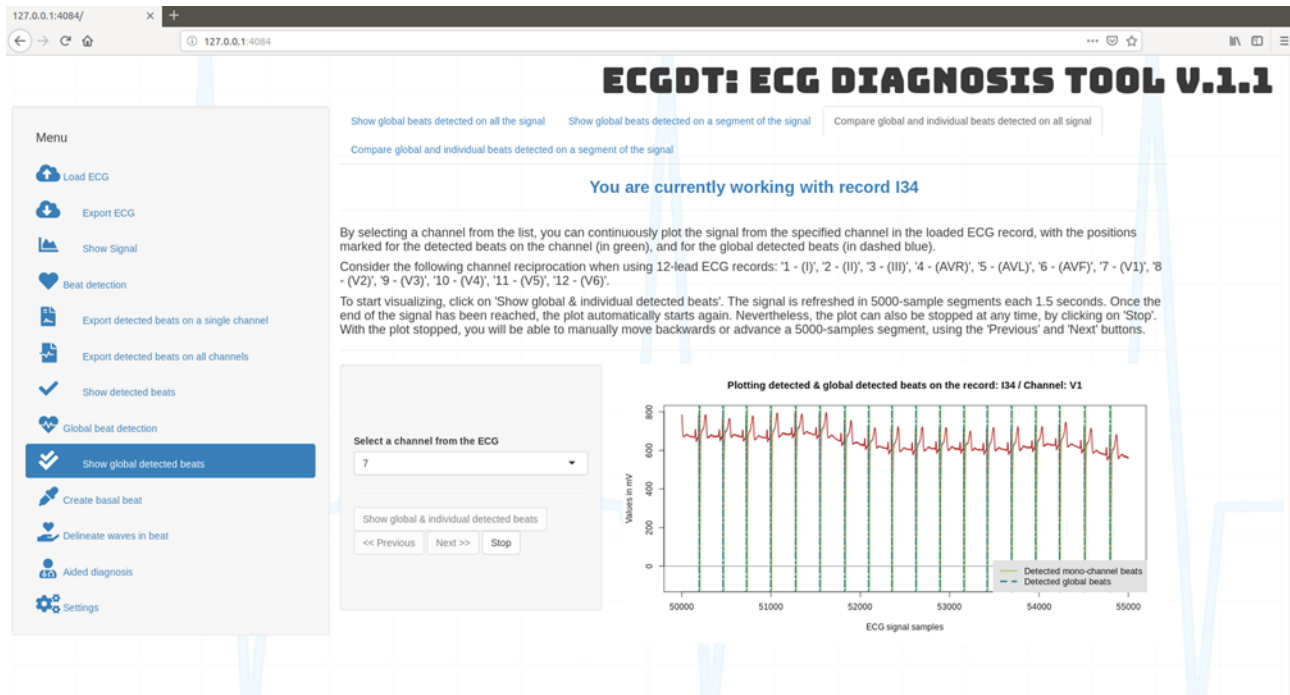 127.0.0.1:4084/
127.0.0.1:4084
ECGDT: ECG DIAGNOSIS TOOL V.1.1
Menu
Load ECG
Export ECG
Show Signal
Beat detection
Export detected beats on a single channel
Export detected beats on all channels
Show detected beats
Global beat detection
Show global detected beats
Create basal beat
Delineate waves in beat
Aided diagnosis
Settings
Show global beats detected on all the signal
Show global beats detected on a segment of the signal
Compare global and individual beats detected on all signal
Compare global and individual beats detected on a segment of the signal
You are currently working with record I34
By selecting a channel from the list, you can continuously plot the signal from the specified channel in the loaded ECG record, with the positions
marked for the detected beats on the channel (in green), and for the global detected beats (in dashed blue).
Consider the following channel reciprocation when using 12-lead ECG records: '1 - (I)', '2 - (II)', '3 - (III)', '4 - (AVR)', '5 - (AVL)', '6 - (AVF)', '7 - (V1)', '8
- (V2)', '9 - (V3)', '10 - (V4)', '11 - (V5)', '12 - (V6)'.
To start visualizing, click on 'Show global & individual detected beats'. The signal is refreshed in 5000-sample segments each 1.5 seconds. Once the
end of the signal has been reached, the plot automatically starts again. Nevertheless, the plot can also be stopped at any time, by clicking on 'Stop'.
With the plot stopped, you will be able to manually move backwards or advance a 5000-samples segment, using the 'Previous' and 'Next' buttons.
Select a channel from the ECG
7
Show global & individual detected beats
<< Previous
Next >>
Stop
Plotting detected & global detected beats on the record: I34 / Channel: V1
Values in mV
800
600
400
200
0
Detected mono-channel beats
Detected global beats
50000
51000
52000
53000
54000
55000
ECG signal samples